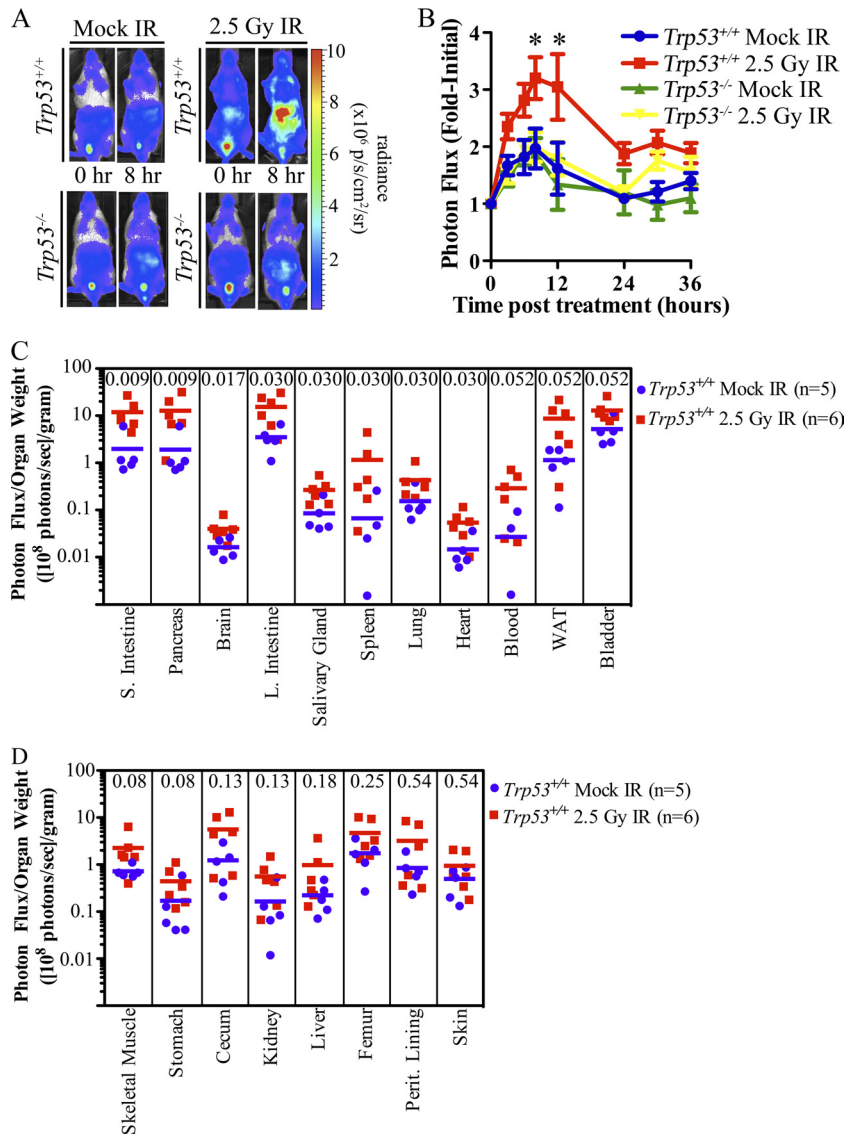 A
Mock IR
2.5 Gy IR
Trp53+/+
Trp53+/+
0 hr
8 hr
0 hr
8 hr
Trp53-/-
Trp53-/-
10
8
6
4
2
radiance
(x10⁶ p/s/cm²/sr)
B
Photon Flux (Fold-Initial)
4
3
2
1
0
* *
Trp53+/+ Mock IR
Trp53+/+ 2.5 Gy IR
Trp53-/- Mock IR
Trp53-/- 2.5 Gy IR
0 12 24 36
Time post treatment (hours)
C
Photon Flux/Organ Weight
([10⁸ photons/sec]/gram)
100
10
1
0.1
0.01
0.009 0.009 0.017 0.030 0.030 0.030 0.030 0.030 0.052 0.052 0.052
Trp53+/+ Mock IR (n=5)
Trp53+/+ 2.5 Gy IR (n=6)
S. Intestine
Pancreas
Brain
L. Intestine
Salivary Gland
Spleen
Lung
Heart
Blood
WAT
Bladder
D
Photon Flux/Organ Weight
([10⁸ photons/sec]/gram)
100
10
1
0.1
0.01
0.08 0.08 0.13 0.13 0.18 0.25 0.54 0.54
Trp53+/+ Mock IR (n=5)
Trp53+/+ 2.5 Gy IR (n=6)
Skeletal Muscle
Stomach
Cecum
Kidney
Liver
Femur
Perit. Lining
Skin